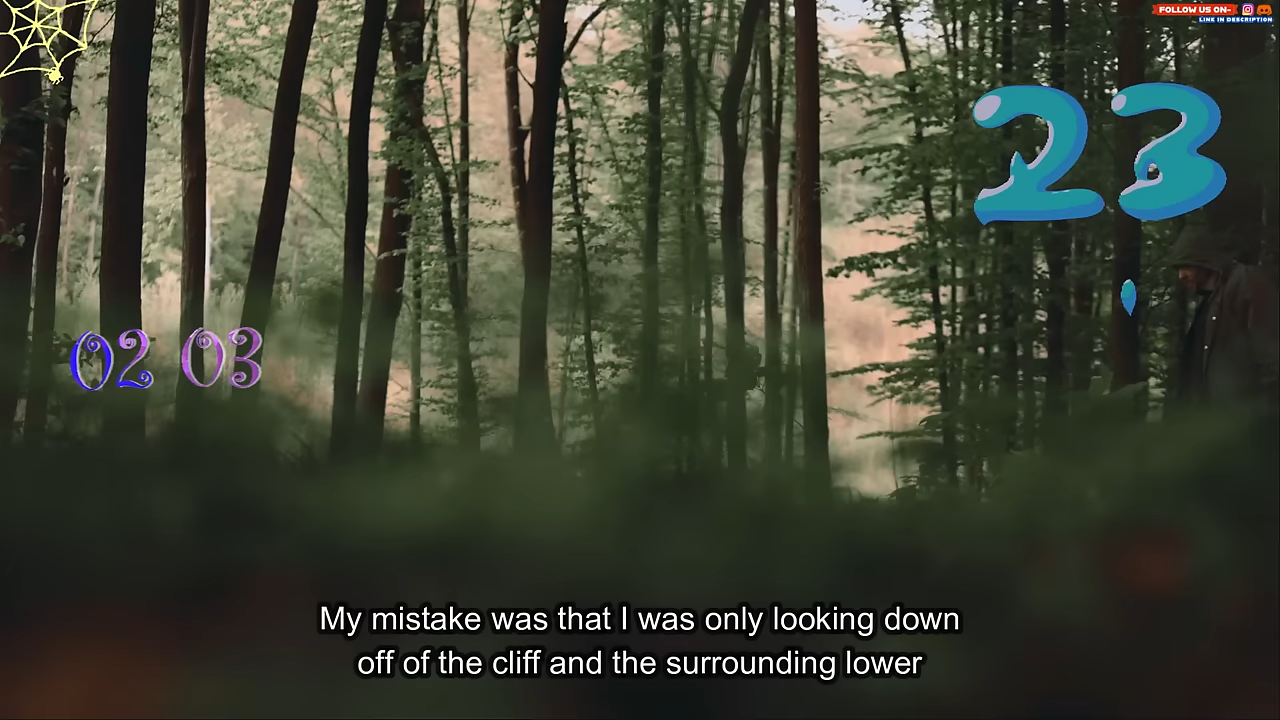 FOLLOW US ON-
LINK IN DESCRIPTION
23
02 03
My mistake was that I was only looking down
off of the cliff and the surrounding lower